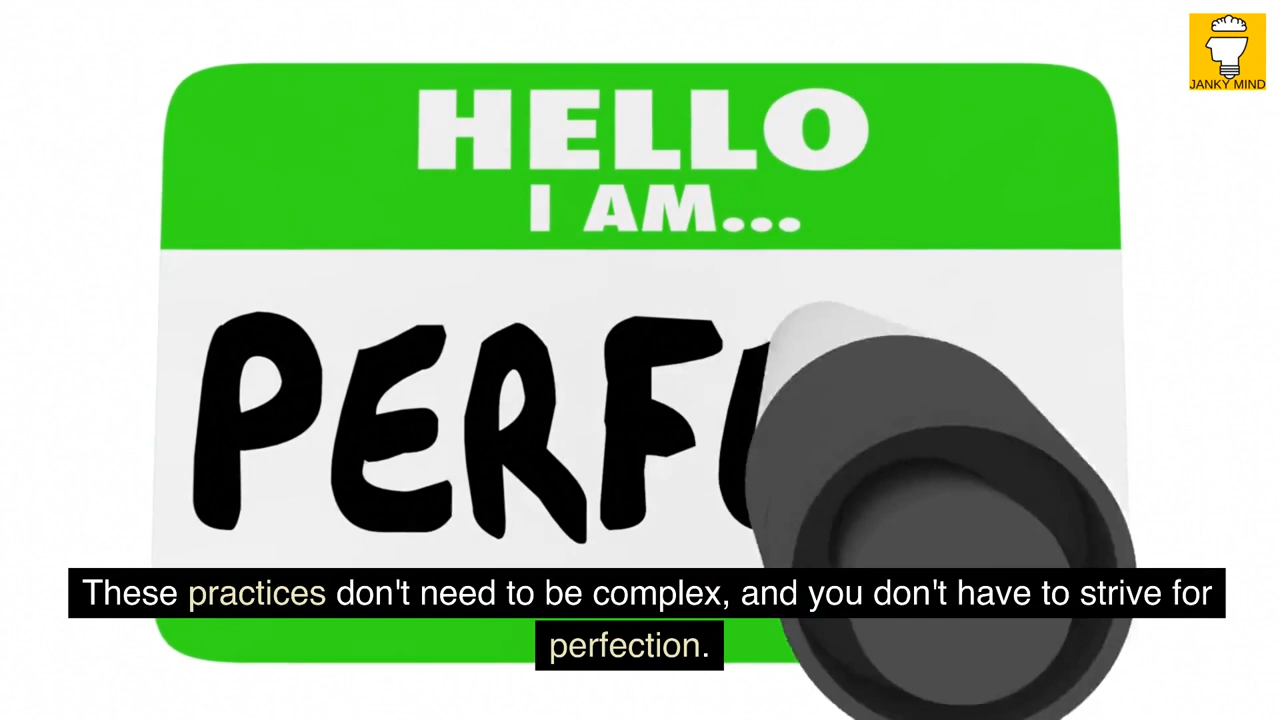 JANKY MIND
HELLO
I AM...
PERF
These practices don't need to be complex, and you don't have to strive for
perfection.